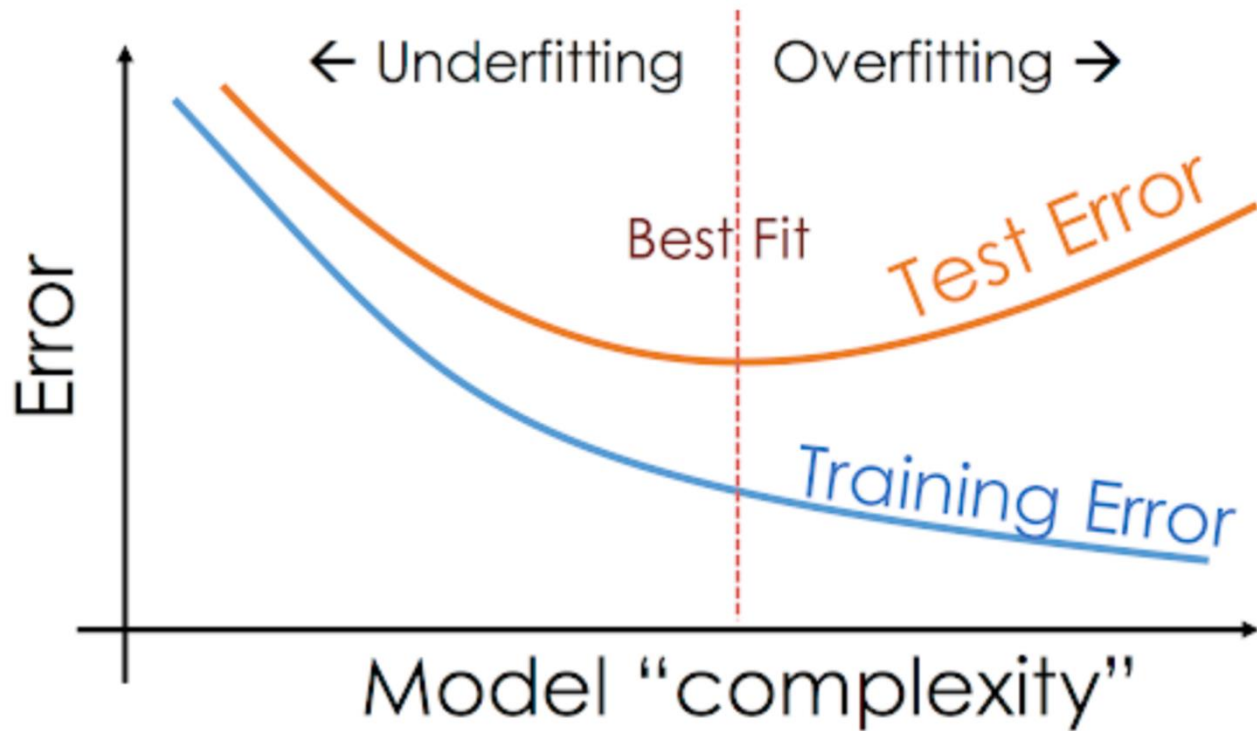 ← Underfitting
Overfitting →
Best Fit
Test Error
Error
Training Error
Model “complexity”